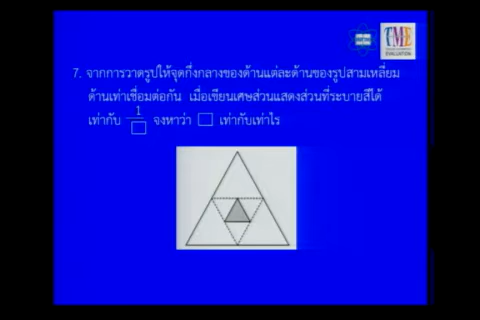 TME
EVALUATION
7. จากการวาดรูปให้จุดกึ่งกลางของด้านแต่ละด้านของรูปสามเหลี่ยม
ด้านเท่าเชื่อมต่อกัน เมื่อเขียนเศษส่วนแสดงส่วนที่ระบายสีได้
เท่ากับ 1/□ จงหาว่า □ เท่ากับเท่าไร